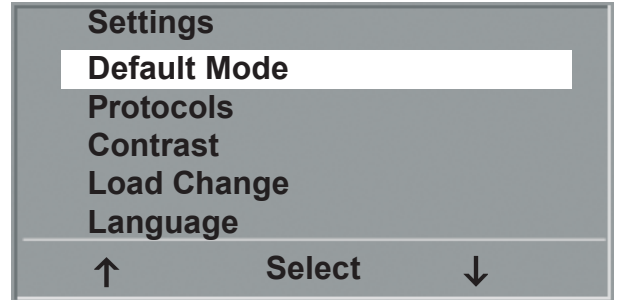 Settings
Default Mode
Protocols
Contrast
Load Change
Language
↑ Select ↓